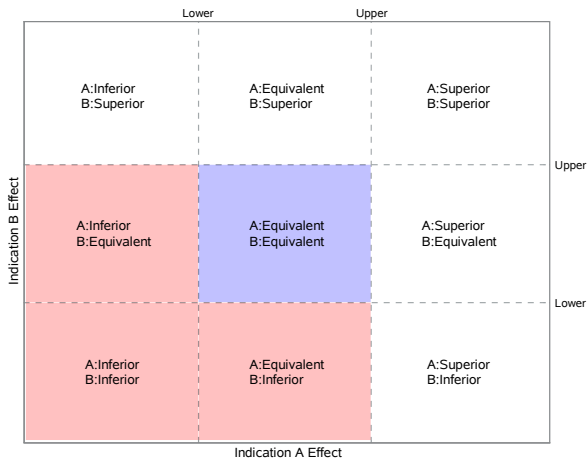 Lower
Upper
A:Inferior
B:Superior
A:Equivalent
B:Superior
A:Superior
B:Superior
Upper
A:Inferior
B:Equivalent
A:Equivalent
B:Equivalent
A:Superior
B:Equivalent
Indication B Effect
Lower
A:Inferior
B:Inferior
A:Equivalent
B:Inferior
A:Superior
B:Inferior
Indication A Effect